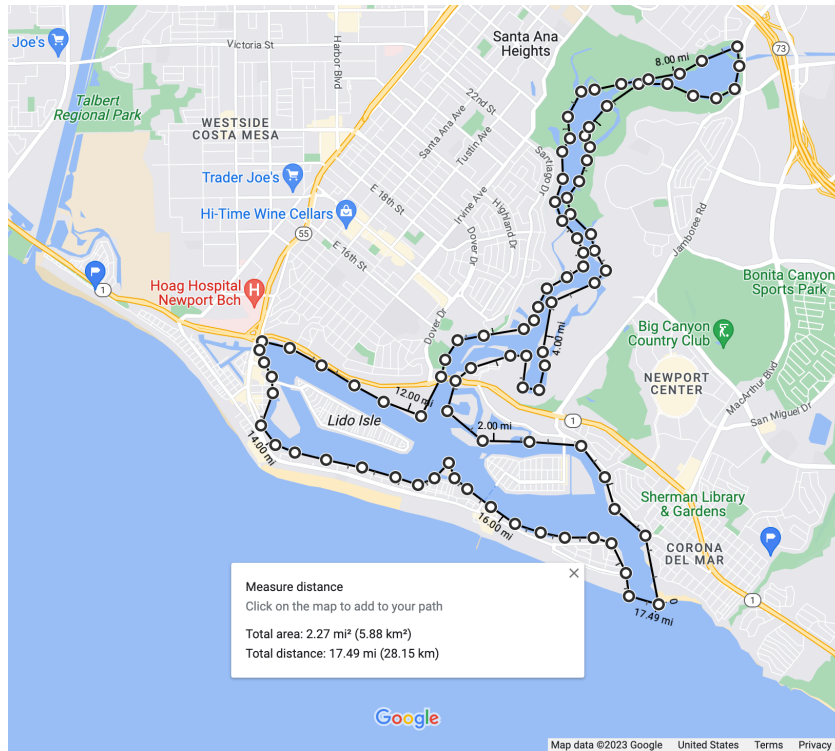 Joe's
Victoria St
Harbor Blvd
Santa Ana
Heights
8.00 mi
73
Talbert
Regional Park
WESTSIDE
COSTA MESA
22nd St
Santa Ana Ave
Tustin Ave
Santiago Dr
Trader Joe's
E 18th St
Irvine Ave
Highland Dr
Hi-Time Wine Cellars
55
E 16th St
Dover Dr
Jamboree Rd
1
Hoag Hospital
Newport Bch
H
Bonita Canyon
Sports Park
Dover Dr
4.00 mi
Big Canyon
Country Club
NEWPORT
CENTER
MacArthur Blvd
San Miguel Dr
12.00 mi
Lido Isle
1
2.00 mi
14.00 mi
Sherman Library
& Gardens
16.00 mi
CORONA
DEL MAR
1
0
17.49 mi
Measure distance
Click on the map to add to your path
Total area: 2.27 mi² (5.88 km²)
Total distance: 17.49 mi (28.15 km)
Google
Map data ©2023 Google United States Terms Privacy